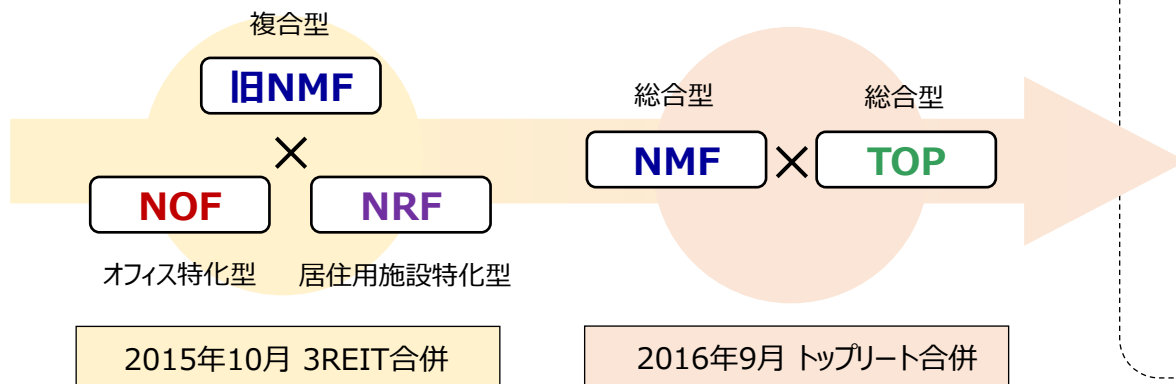 複合型
旧NMF
×
NOF
NRF
オフィス特化型
居住用施設特化型
2015年10月 3REIT合併
総合型
総合型
NMF
×
TOP
2016年9月 トップリート合併